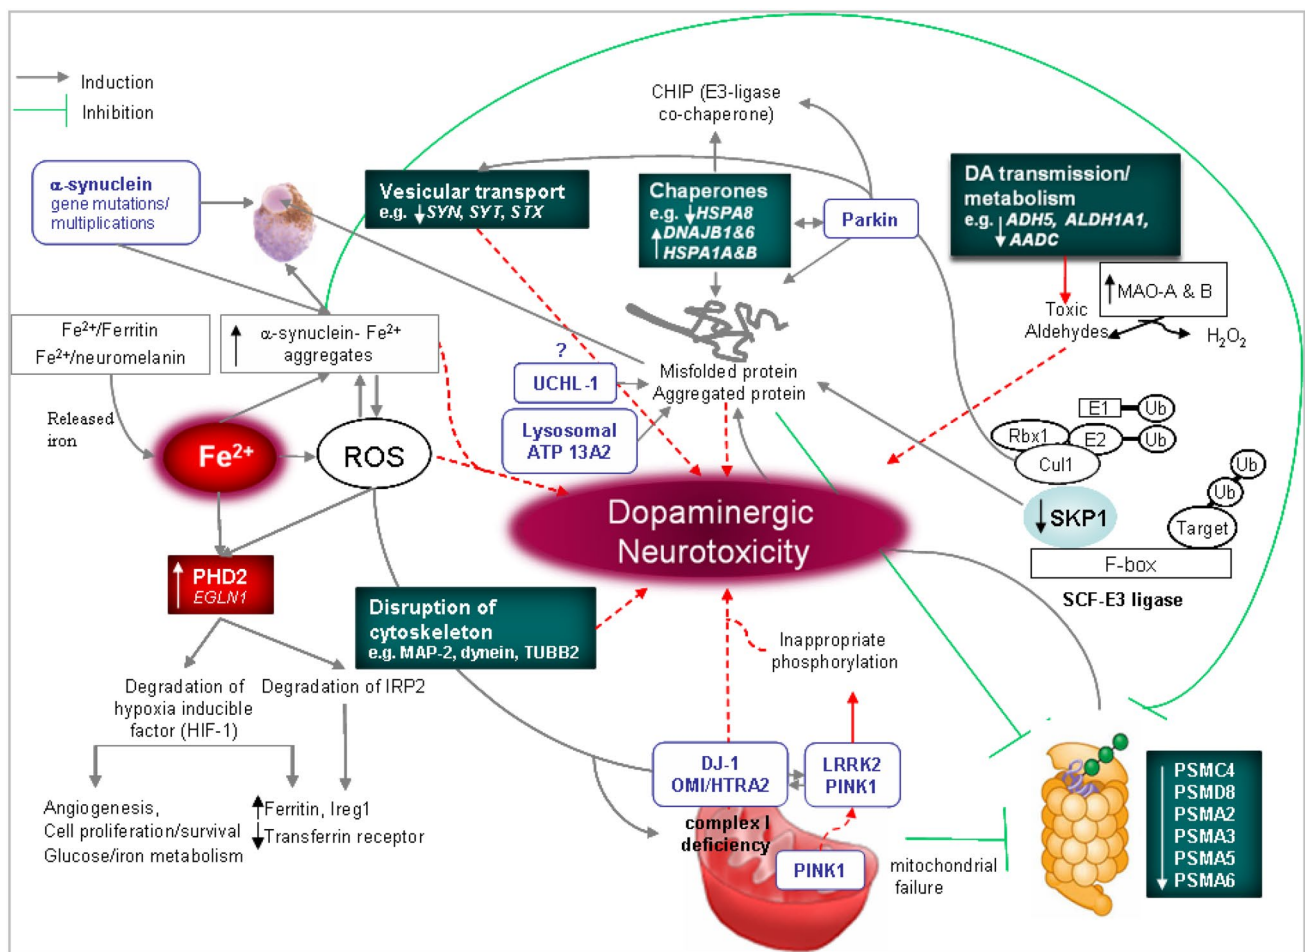 Induction
Inhibition
CHIP (E3-ligase
co-chaperone)
α-synuclein
gene mutations/
multiplications
Vesicular transport
e.g. ↓SYN, SYT, STX
Chaperones
e.g. ↓HSPA8
↑DNAJB1&6
HSPA1A&B
Parkin
DA transmission/
metabolism
e.g. ↓ADH5, ALDH1A1,
AADC
↑MAO-A & B
Toxic
Aldehydes
H₂O₂
Fe²⁺/Ferritin
Fe²⁺/neuromelanin
↑α-synuclein- Fe²⁺
aggregates
?
UCHL-1
Misfolded protein
Aggregated protein
Lysosomal
ATP 13A2
Released
iron
Fe²⁺
ROS
E1
Ub
Rbx1
E2
Ub
Cul1
Ub
Ub
↓SKP1
Target
F-box
SCF-E3 ligase
Dopaminergic
Neurotoxicity
↑PHD2
EGLN1
Disruption of
cytoskeleton
e.g. MAP-2, dynein, TUBB2
Inappropriate
phosphorylation
Degradation of
hypoxia inducible
factor (HIF-1)
Degradation of IRP2
DJ-1
OMI/HTRA2
LRRK2
PINK1
complex I
deficiency
PINK1
mitochondrial
failure
Angiogenesis,
Cell proliferation/survival
Glucose/iron metabolism
↑Ferritin, Ireg1
↓Transferrin receptor
↓PSMC4
PSMD8
PSMA2
PSMA3
PSMA5
PSMA6